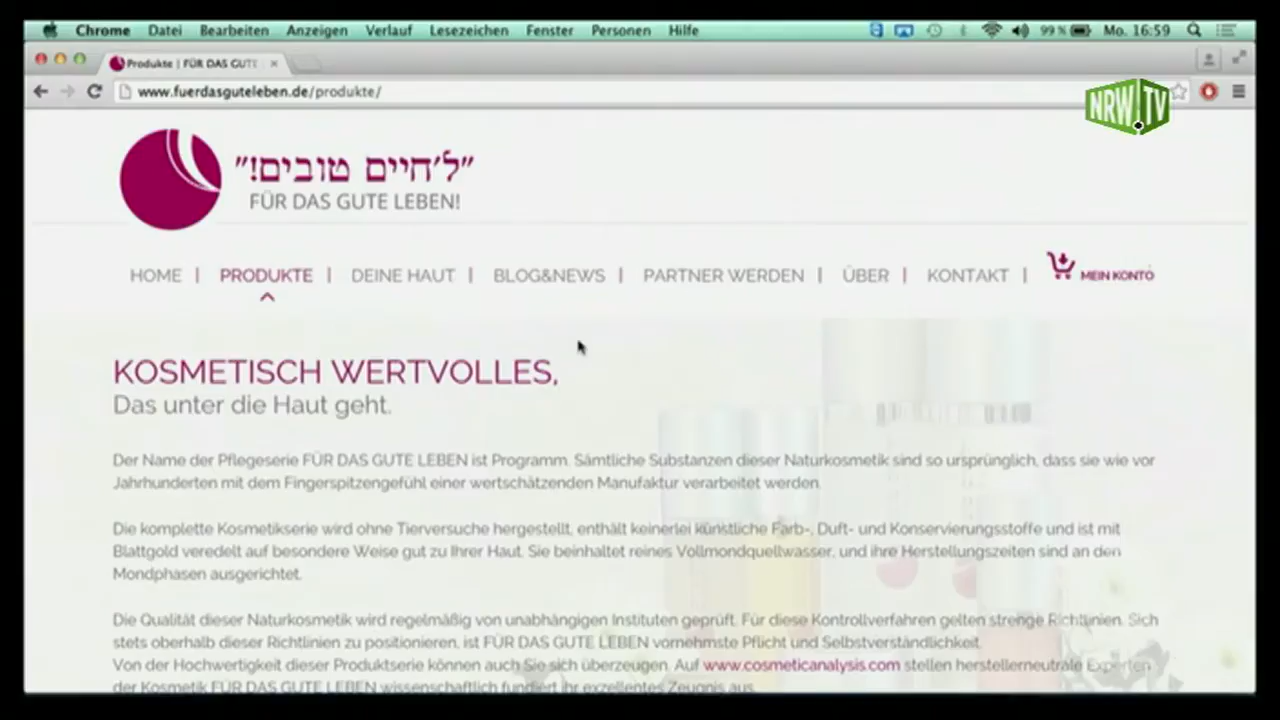 Chrome Datei Bearbeiten Anzeigen Verlauf Lesezeichen Fenster Personen Hilfe 99 % Mo. 16:59
Produkte | FÜR DAS GUTE
www.fuerdasguteleben.de/produkte/
NRW.TV
"ל'חיים טובים!"
FÜR DAS GUTE LEBEN!
HOME | PRODUKTE | DEINE HAUT | BLOG&NEWS | PARTNER WERDEN | ÜBER | KONTAKT | MEIN KONTO
KOSMETISCH WERTVOLLES,
Das unter die Haut geht.
Der Name der Pflegeserie FÜR DAS GUTE LEBEN ist Programm. Sämtliche Substanzen dieser Naturkosmetik sind so ursprünglich, dass sie wie vor
Jahrhunderten mit dem Fingerspitzengefühl einer wertschätzenden Manufaktur verarbeitet werden.
Die komplette Kosmetikserie wird ohne Tierversuche hergestellt, enthält keinerlei künstliche Farb-, Duft- und Konservierungsstoffe und ist mit
Blattgold veredelt auf besondere Weise gut zu Ihrer Haut. Sie beinhaltet reines Vollmondquellwasser, und ihre Herstellungszeiten sind an den
Mondphasen ausgerichtet.
Die Qualität dieser Naturkosmetik wird regelmäßig von unabhängigen Instituten geprüft. Für diese Kontrollverfahren gelten strenge Richtlinien. Sich
stets oberhalb dieser Richtlinien zu positionieren, ist FÜR DAS GUTE LEBEN vornehmste Pflicht und Selbstverständlichkeit.
Von der Hochwertigkeit dieser Produktserie können auch Sie sich überzeugen. Auf www.cosmeticanalysis.com stellen herstellerneutrale Experten
der Kosmetik FÜR DAS GUTE LEBEN wissenschaftlich fundiert ihr exzellentes Zeugnis aus.